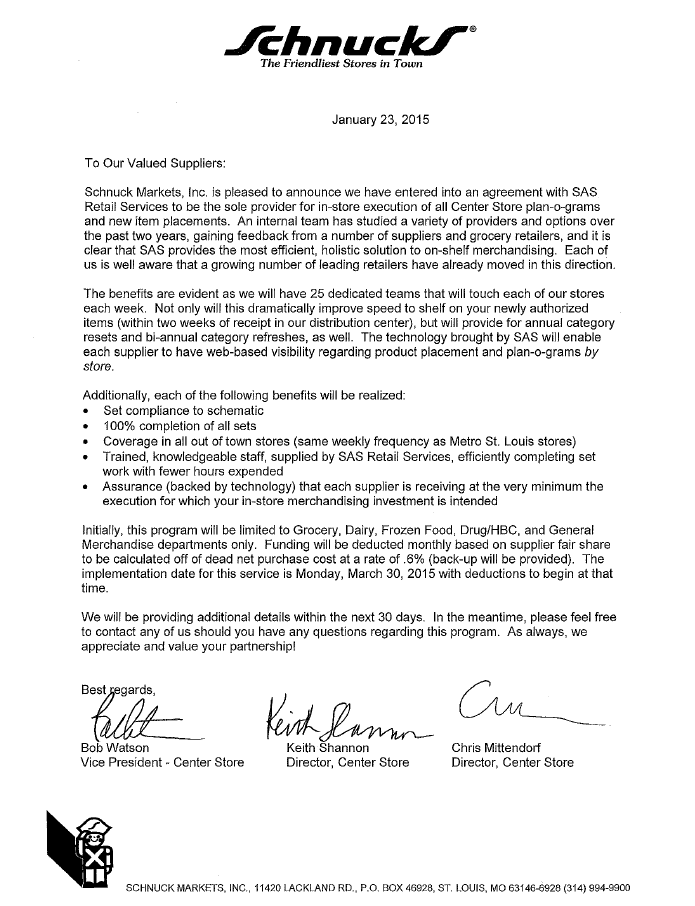 Schnucks®
The Friendliest Stores in Town
January 23, 2015
To Our Valued Suppliers:
Schnuck Markets, Inc. is pleased to announce we have entered into an agreement with SAS
Retail Services to be the sole provider for in-store execution of all Center Store plan-o-grams
and new item placements.  An internal team has studied a variety of providers and options over
the past two years, gaining feedback from a number of suppliers and grocery retailers, and it is
clear that SAS provides the most efficient, holistic solution to on-shelf merchandising.  Each of
us is well aware that a growing number of leading retailers have already moved in this direction.
The benefits are evident as we will have 25 dedicated teams that will touch each of our stores
each week.  Not only will this dramatically improve speed to shelf on your newly authorized
items (within two weeks of receipt in our distribution center), but will provide for annual category
resets and bi-annual category refreshes, as well.  The technology brought by SAS will enable
each supplier to have web-based visibility regarding product placement and plan-o-grams by
store.
Additionally, each of the following benefits will be realized:
• Set compliance to schematic
• 100% completion of all sets
• Coverage in all out of town stores (same weekly frequency as Metro St. Louis stores)
• Trained, knowledgeable staff, supplied by SAS Retail Services, efficiently completing set
work with fewer hours expended
• Assurance (backed by technology) that each supplier is receiving at the very minimum the
execution for which your in-store merchandising investment is intended
Initially, this program will be limited to Grocery, Dairy, Frozen Food, Drug/HBC, and General
Merchandise departments only.  Funding will be deducted monthly based on supplier fair share
to be calculated off of dead net purchase cost at a rate of .6% (back-up will be provided).  The
implementation date for this service is Monday, March 30, 2015 with deductions to begin at that
time.
We will be providing additional details within the next 30 days.  In the meantime, please feel free
to contact any of us should you have any questions regarding this program.  As always, we
appreciate and value your partnership!
Best regards,
Keith Shannon
Bob Watson Keith Shannon Chris Mittendorf
Vice President - Center Store Director, Center Store Director, Center Store
SCHNUCK MARKETS, INC., 11420 LACKLAND RD., P.O. BOX 46928, ST. LOUIS, MO 63146-6928 (314) 994-9900